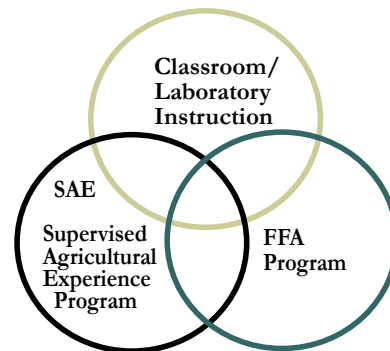 Classroom/
Laboratory
Instruction
SAE
Supervised
Agricultural
Experience
Program
FFA
Program